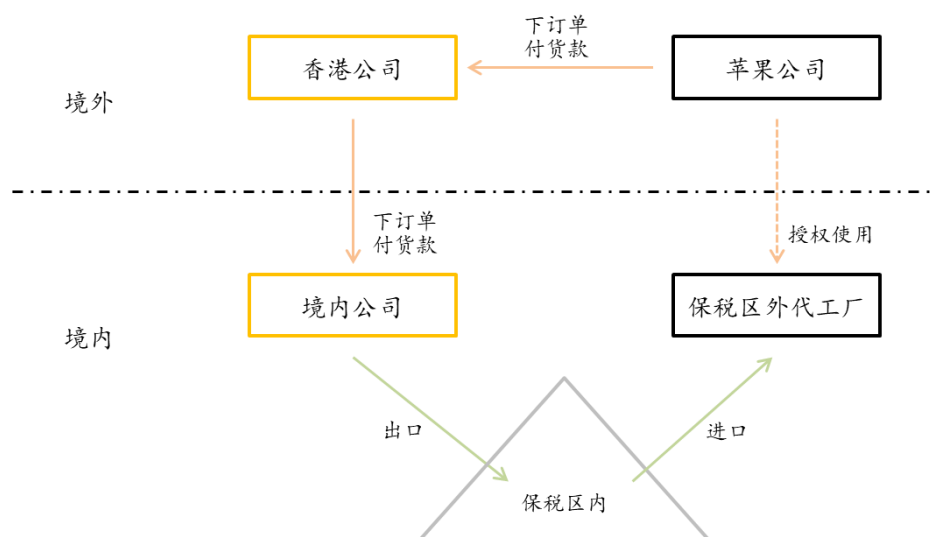 下订单
付货款
香港公司
苹果公司
境外
下订单
付货款
授权使用
境内公司
保税区外代工厂
境内
出口
进口
保税区内